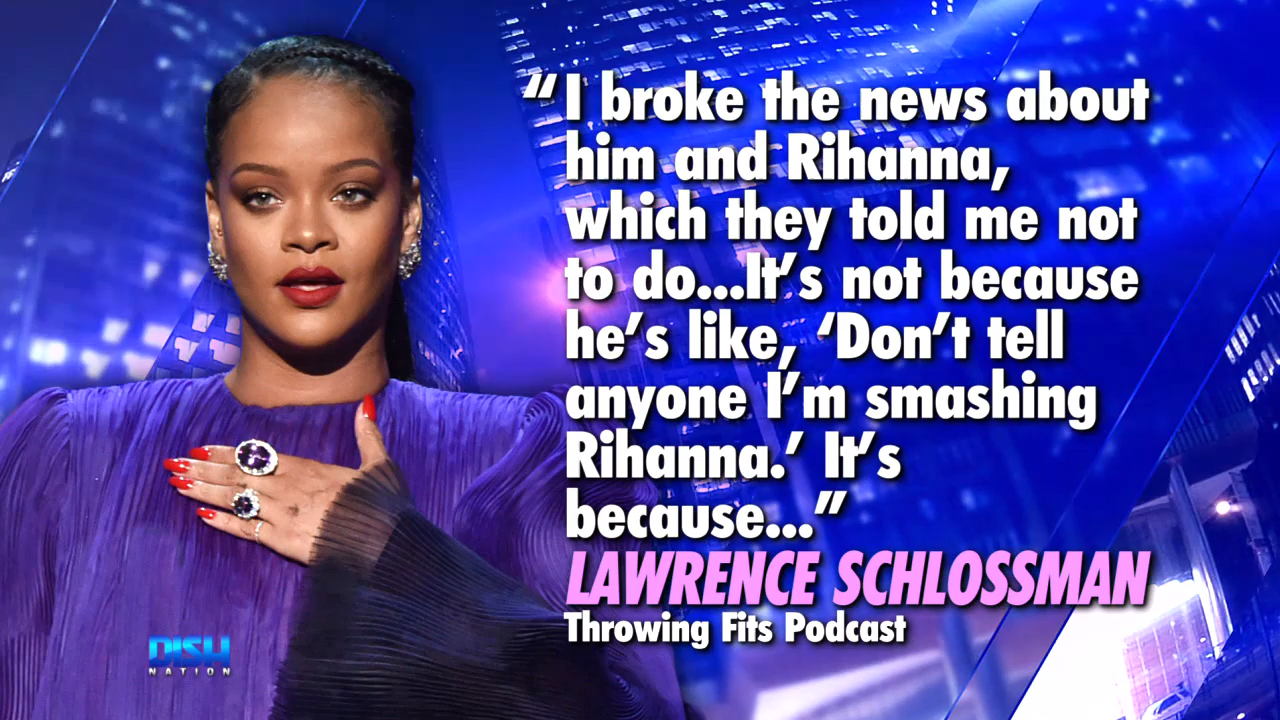 “I broke the news about
him and Rihanna,
which they told me not
to do...It’s not because
he’s like, ‘Don’t tell
anyone I’m smashing
Rihanna.’ It’s
because...”
LAWRENCE SCHLOSSMAN
Throwing Fits Podcast
DISH
NATION